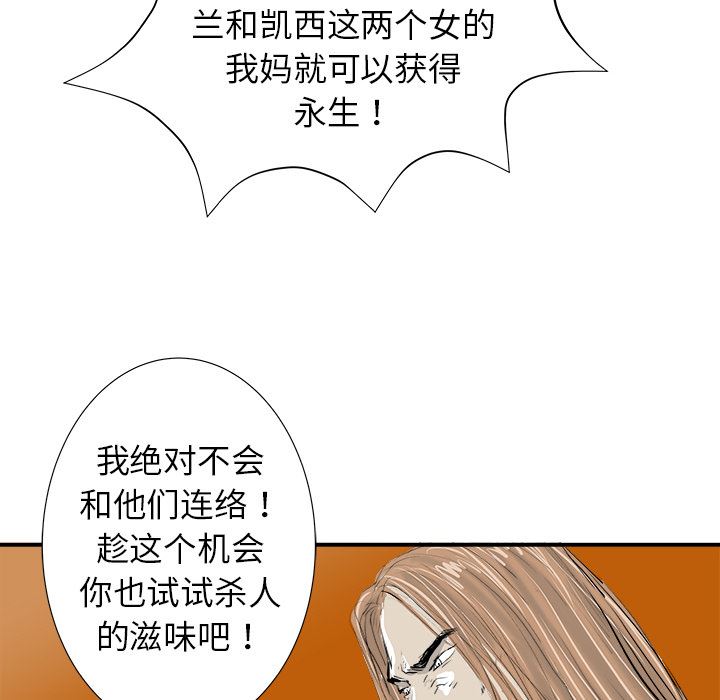 兰和凯西这两个女的
我妈就可以获得
永生！
我绝对不会
和他们连络！
趁这个机会
你也试试杀人
的滋味吧！